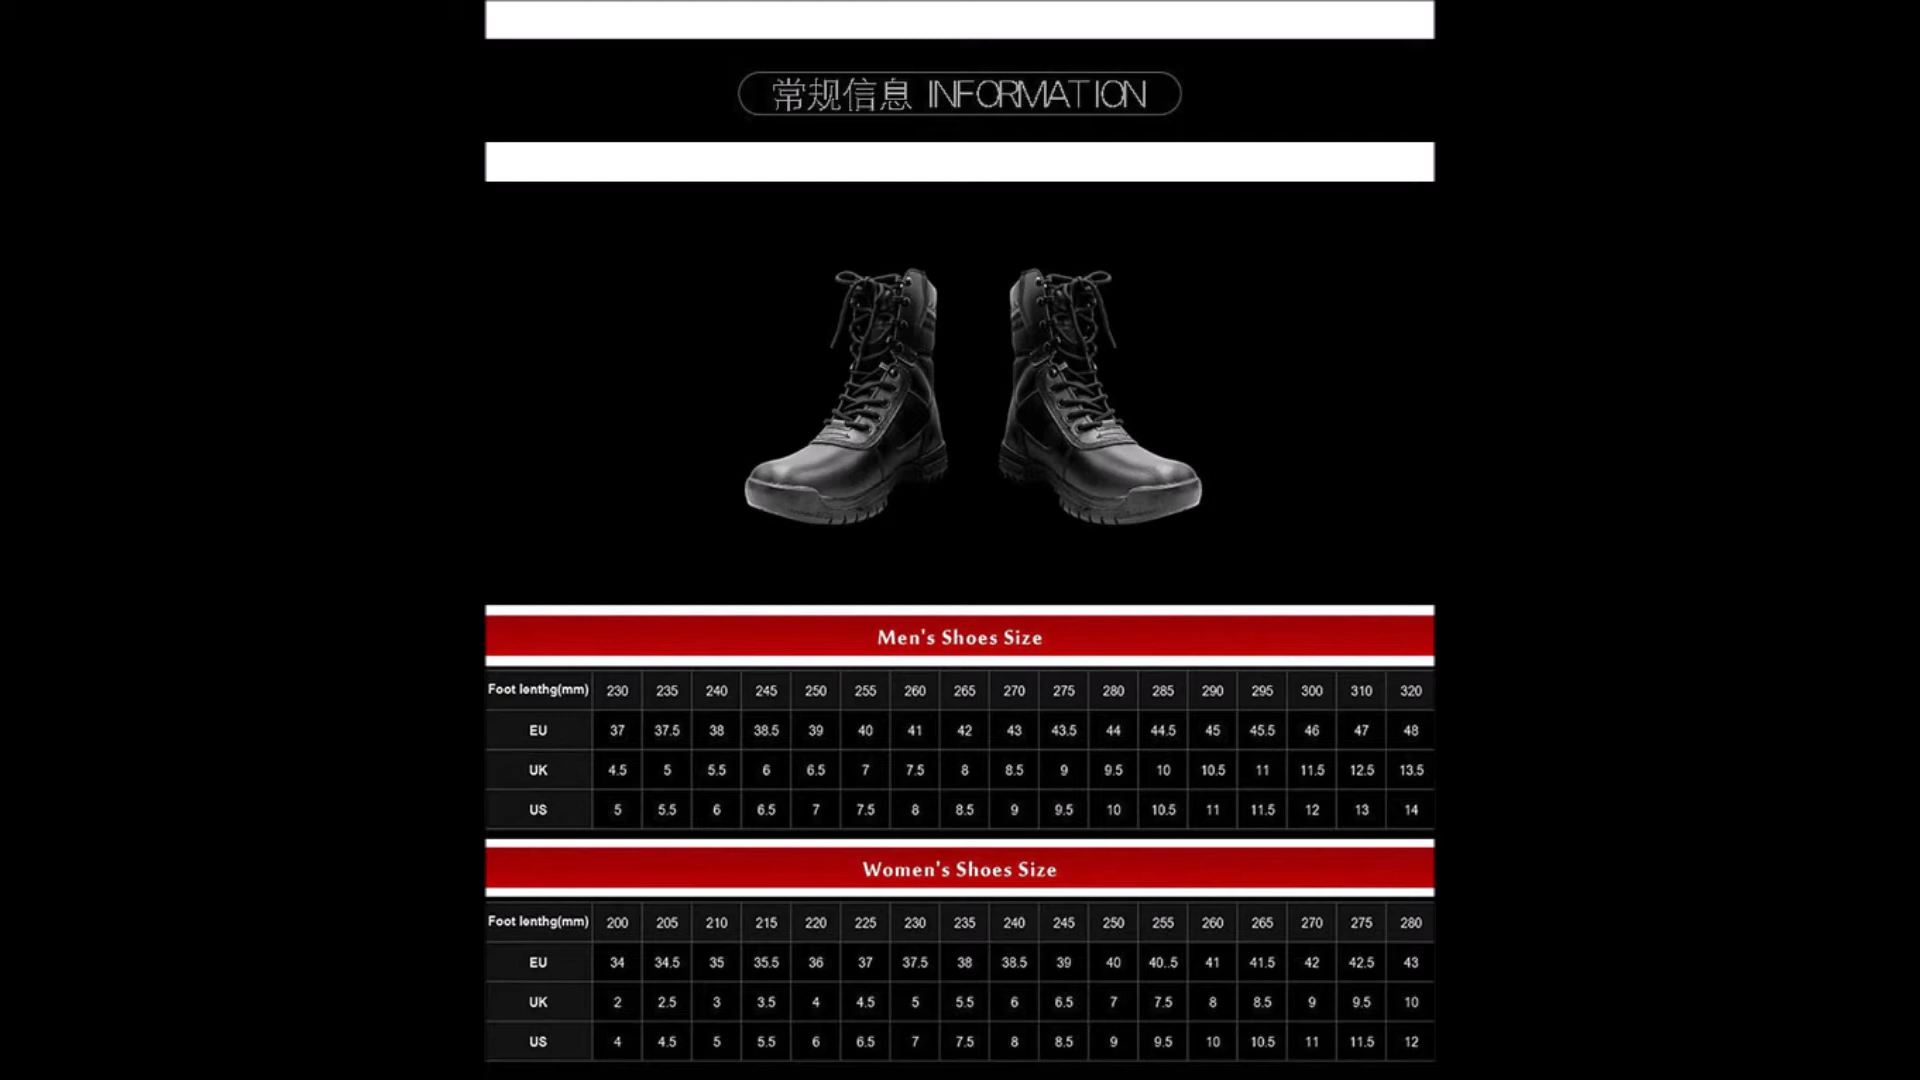 常规信息 INFORMATION
Men's Shoes Size
Foot lenthg(mm) 230 235 240 245 250 255 260 265 270 275 280 285 290 295 300 310 320
EU 37 37.5 38 38.5 39 40 41 42 43 43.5 44 44.5 45 45.5 46 47 48
UK 4.5 5 5.5 6 6.5 7 7.5 8 8.5 9 9.5 10 10.5 11 11.5 12.5 13.5
US 5 5.5 6 6.5 7 7.5 8 8.5 9 9.5 10 10.5 11 11.5 12 13 14
Women's Shoes Size
Foot lenthg(mm) 200 205 210 215 220 225 230 235 240 245 250 255 260 265 270 275 280
EU 34 34.5 35 35.5 36 37 37.5 38 38.5 39 40 40..5 41 41.5 42 42.5 43
UK 2 2.5 3 3.5 4 4.5 5 5.5 6 6.5 7 7.5 8 8.5 9 9.5 10
US 4 4.5 5 5.5 6 6.5 7 7.5 8 8.5 9 9.5 10 10.5 11 11.5 12